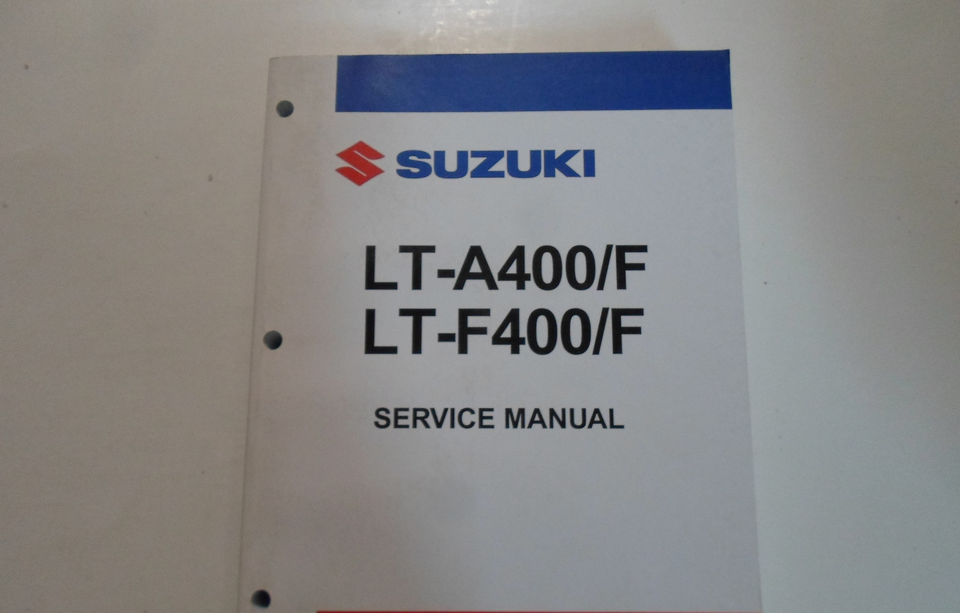 SUZUKI
LT-A400/F
LT-F400/F
SERVICE MANUAL